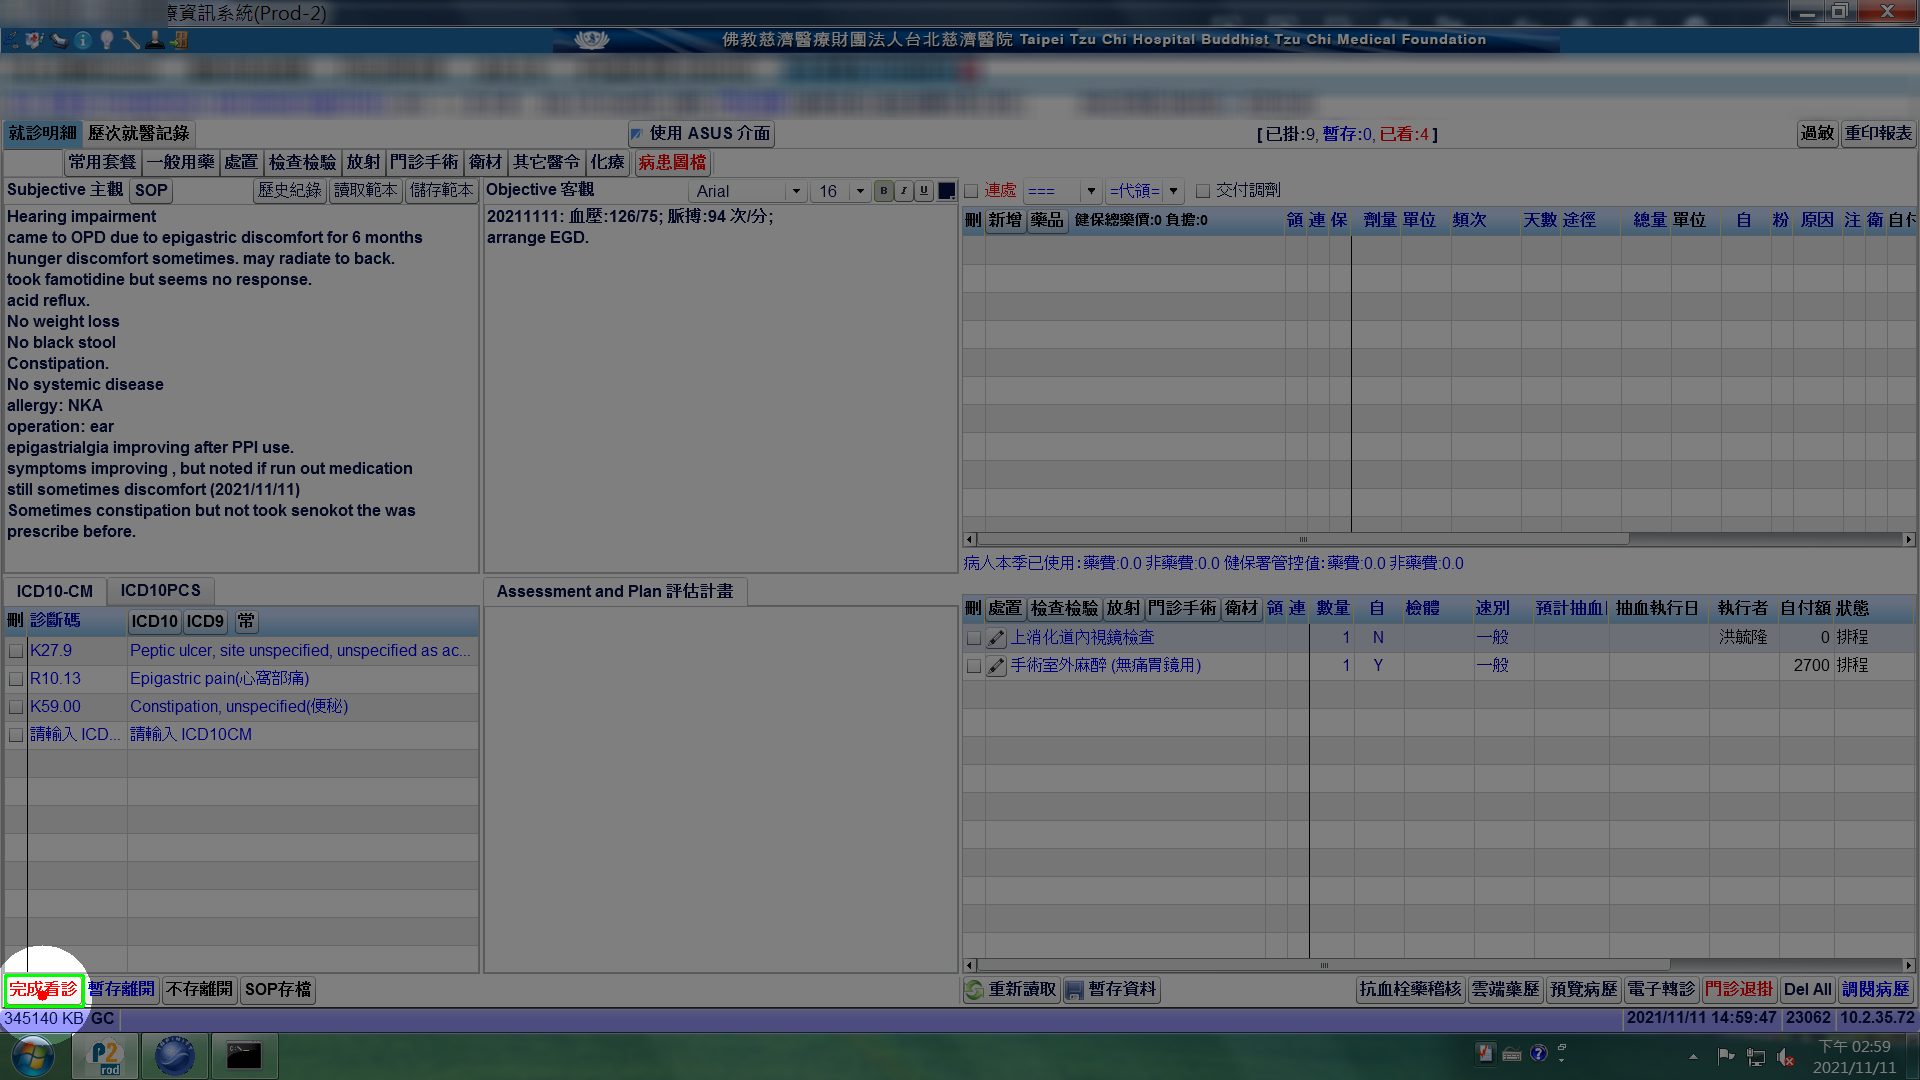 療資訊系統(Prod-2)
佛教慈濟醫療財團法人台北慈濟醫院 Taipei Tzu Chi Hospital Buddhist Tzu Chi Medical Foundation
就診明細 歷次就醫記錄 使用 ASUS 介面 [已掛:9, 暫存:0, 已看:4] 過敏 重印報表
常用套餐 一般用藥 處置 檢查檢驗 放射 門診手術 衛材 其它醫令 化療 病患圖檔
Subjective 主觀 SOP 歷史紀錄 讀取範本 儲存範本
Hearing impairment
came to OPD due to epigastric discomfort for 6 months
hunger discomfort sometimes. may radiate to back.
took famotidine but seems no response.
acid reflux.
No weight loss
No black stool
Constipation.
No systemic disease
allergy: NKA
operation: ear
epigastrialgia improving after PPI use.
symptoms improving , but noted if run out medication
still sometimes discomfort (2021/11/11)
Sometimes constipation but not took senokot the was
prescribe before.
Objective 客觀 Arial 16 B I U
20211111: 血壓:126/75; 脈搏:94 次/分;
arrange EGD.
連處 === =代領= 交付調劑
刪 新增 藥品 健保總藥價:0 負擔:0 領 連 保 劑量 單位 頻次 天數 途徑 總量 單位 自 粉 原因 注 衛 自付
病人本季已使用:藥費:0.0 非藥費:0.0 健保署管控值:藥費:0.0 非藥費:0.0
ICD10-CM ICD10PCS
刪 診斷碼 ICD10 ICD9 常
K27.9 Peptic ulcer, site unspecified, unspecified as ac...
R10.13 Epigastric pain(心窩部痛)
K59.00 Constipation, unspecified(便秘)
請輸入 ICD... 請輸入 ICD10CM
Assessment and Plan 評估計畫
刪 處置 檢查檢驗 放射 門診手術 衛材 領 連 數量 自 檢體 速別 預計抽血 抽血執行日 執行者 自付額 狀態
上消化道內視鏡檢查 1 N 一般 洪毓隆 0 排程
手術室外麻醉 (無痛胃鏡用) 1 Y 一般 2700 排程
完成看診 暫存離開 不存離開 SOP存檔 重新讀取 暫存資料 抗血栓藥稽核 雲端藥歷 預覽病歷 電子轉診 門診退掛 Del All 調閱病歷
345140 KB GC 2021/11/11 14:59:47 23062 10.2.35.72
P2 rod
下午 02:59
2021/11/11